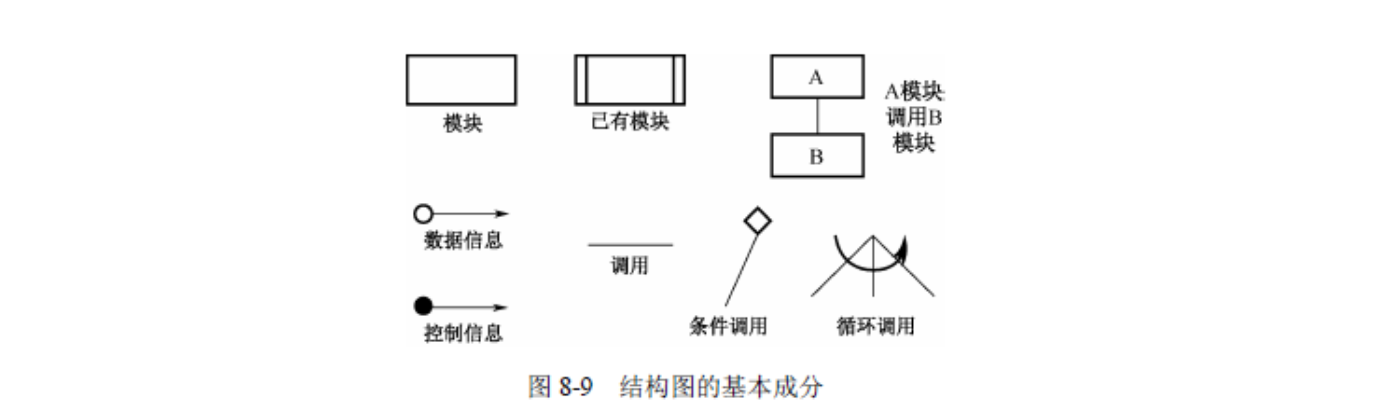 模块
已有模块
A
B
A模块
调用B
模块
数据信息
调用
控制信息
条件调用
循环调用
图 8-9 结构图的基本成分